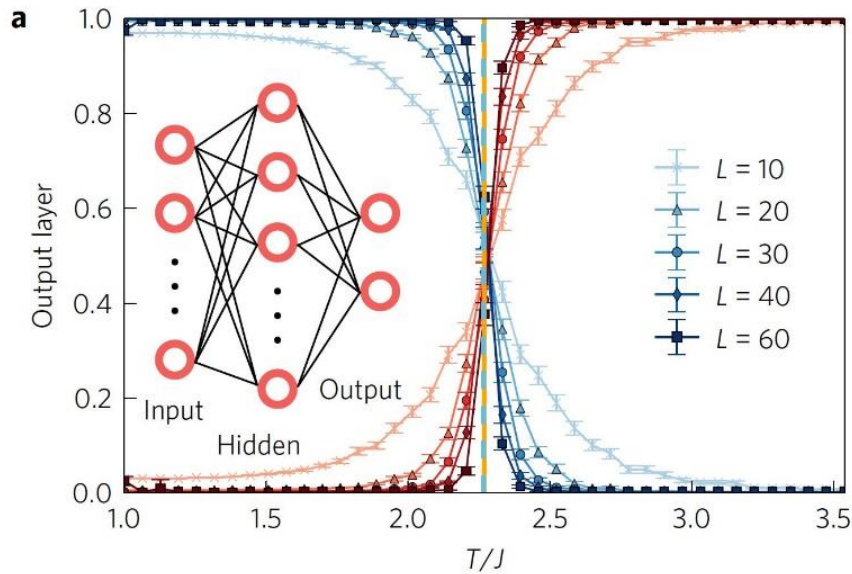 a
1.0
0.8
0.6
0.4
0.2
0.0
Output layer
Input
Hidden
Output
L = 10
L = 20
L = 30
L = 40
L = 60
1.0
1.5
2.0
2.5
3.0
3.5
T/J